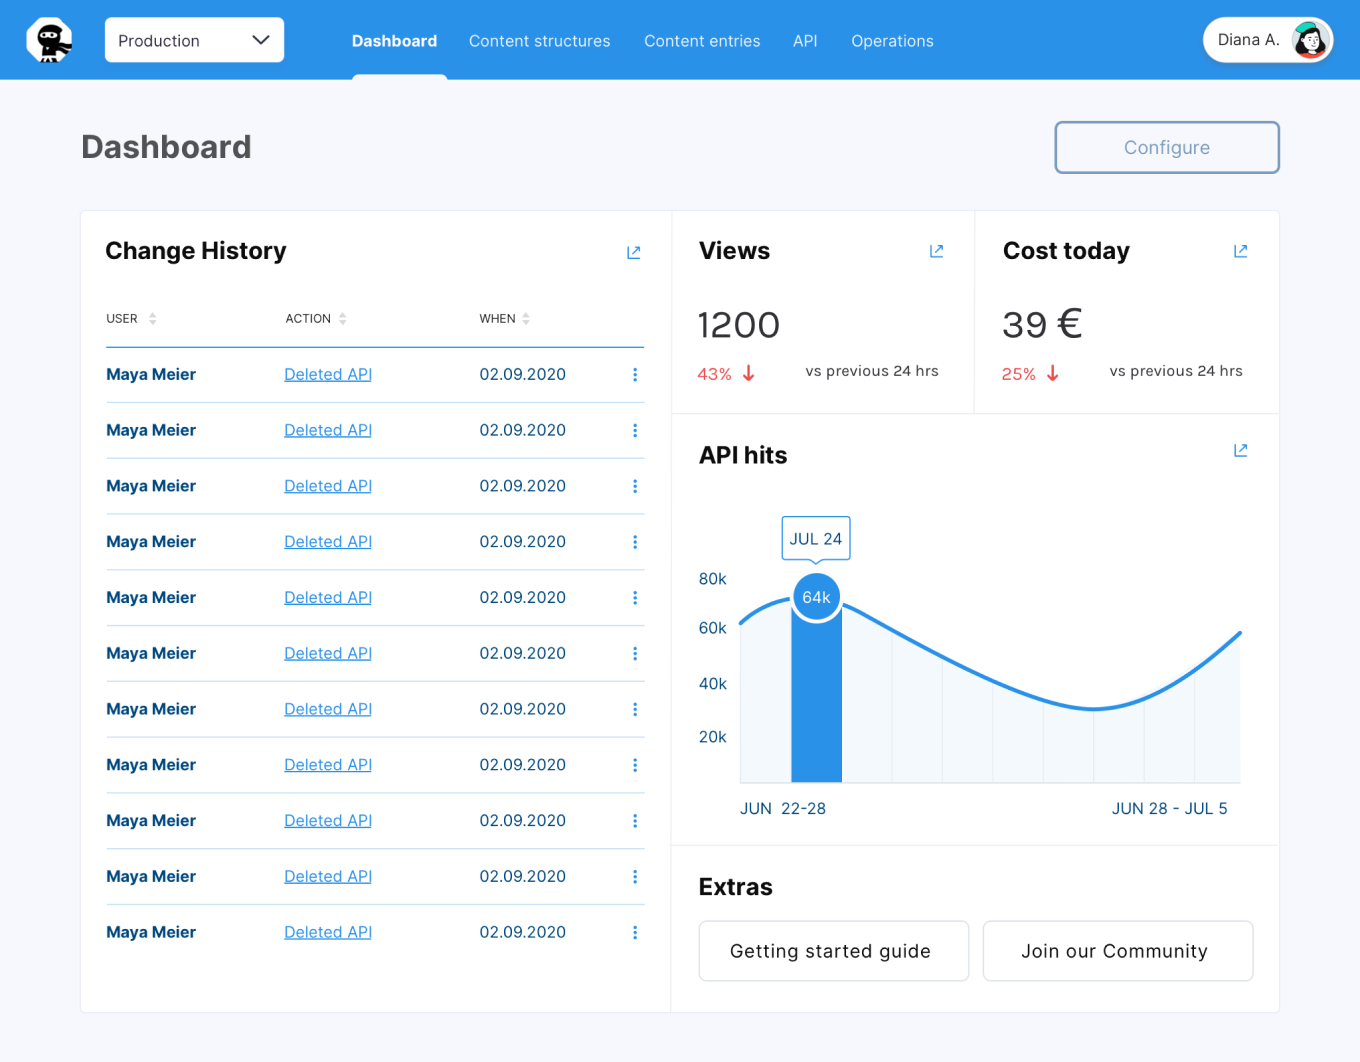 Production
Dashboard
Content structures
Content entries
API
Operations
Diana A.
Dashboard
Configure
Change History
USER ACTION WHEN
Maya Meier Deleted API 02.09.2020
Maya Meier Deleted API 02.09.2020
Maya Meier Deleted API 02.09.2020
Maya Meier Deleted API 02.09.2020
Maya Meier Deleted API 02.09.2020
Maya Meier Deleted API 02.09.2020
Maya Meier Deleted API 02.09.2020
Maya Meier Deleted API 02.09.2020
Maya Meier Deleted API 02.09.2020
Maya Meier Deleted API 02.09.2020
Maya Meier Deleted API 02.09.2020
Views
1200
43% vs previous 24 hrs
Cost today
39 €
25% vs previous 24 hrs
API hits
JUL 24
64k
80k
60k
40k
20k
JUN 22-28
JUN 28 - JUL 5
Extras
Getting started guide
Join our Community